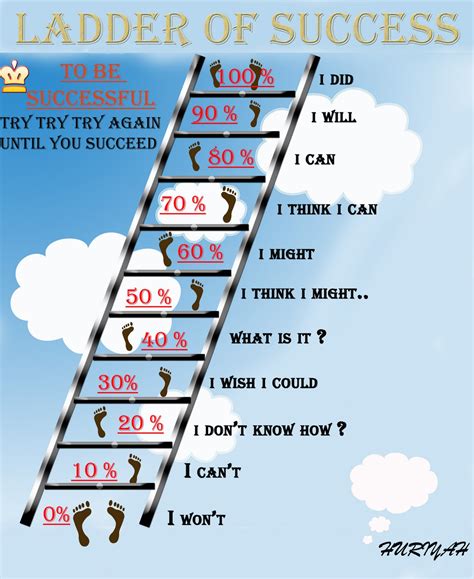 LADDER OF SUCCESS
TO BE
SUCCESSFUL
TRY TRY TRY AGAIN
UNTIL YOU SUCCEED
100 % I DID
90 % I WILL
80 % I CAN
70 % I THINK I CAN
60 % I MIGHT
50 % I THINK I MIGHT..
40 % WHAT IS IT ?
30% I WISH I COULD
20 % I DON'T KNOW HOW ?
10 % I CAN'T
0% I WON'T
HURIYAH